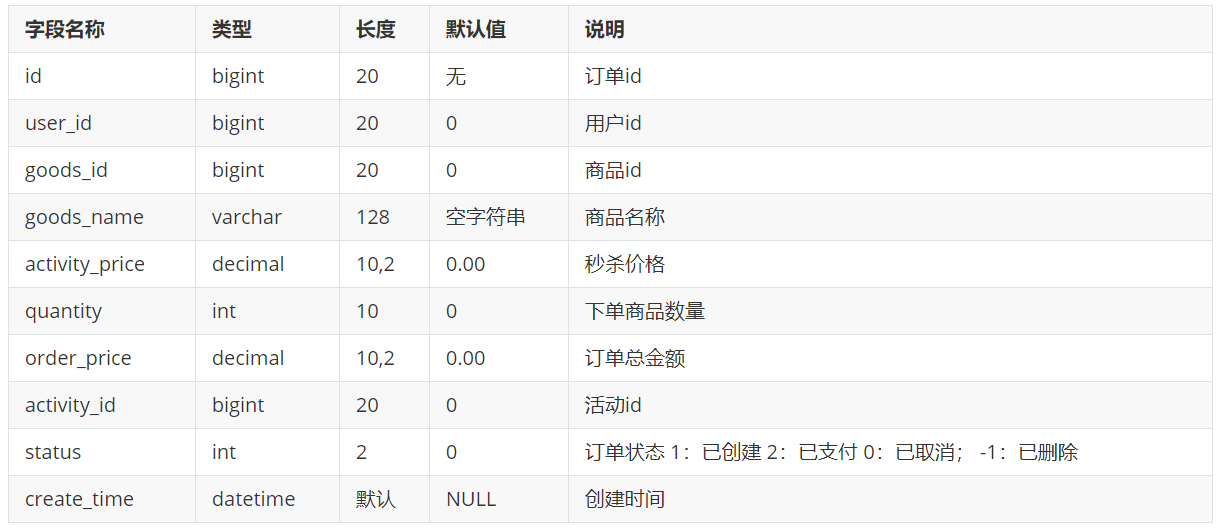 字段名称 类型 长度 默认值 说明
id bigint 20 无 订单id
user_id bigint 20 0 用户id
goods_id bigint 20 0 商品id
goods_name varchar 128 空字符串 商品名称
activity_price decimal 10,2 0.00 秒杀价格
quantity int 10 0 下单商品数量
order_price decimal 10,2 0.00 订单总金额
activity_id bigint 20 0 活动id
status int 2 0 订单状态 1：已创建 2：已支付 0：已取消； -1：已删除
create_time datetime 默认 NULL 创建时间